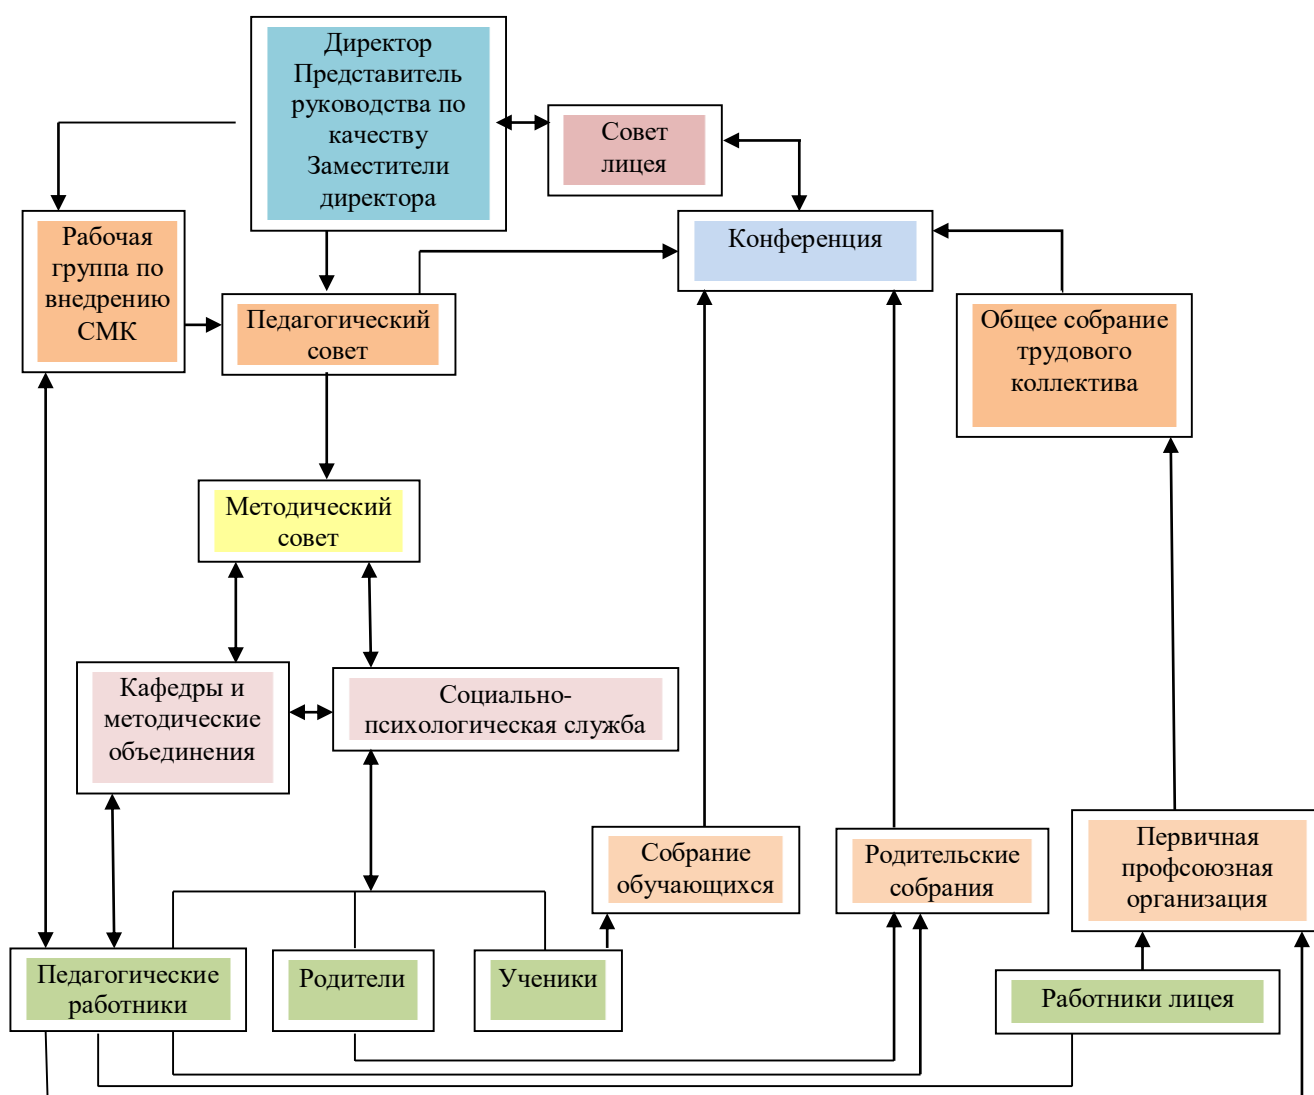 Директор
Представитель
руководства по
качеству
Заместители
директора
Совет
лицея
Рабочая
группа по
внедрению
СМК
Конференция
Педагогический
совет
Общее собрание
трудового
коллектива
Методический
совет
Кафедры и
методические
объединения
Социально-
психологическая служба
Собрание
обучающихся
Родительские
собрания
Первичная
профсоюзная
организация
Педагогические
работники
Родители
Ученики
Работники лицея